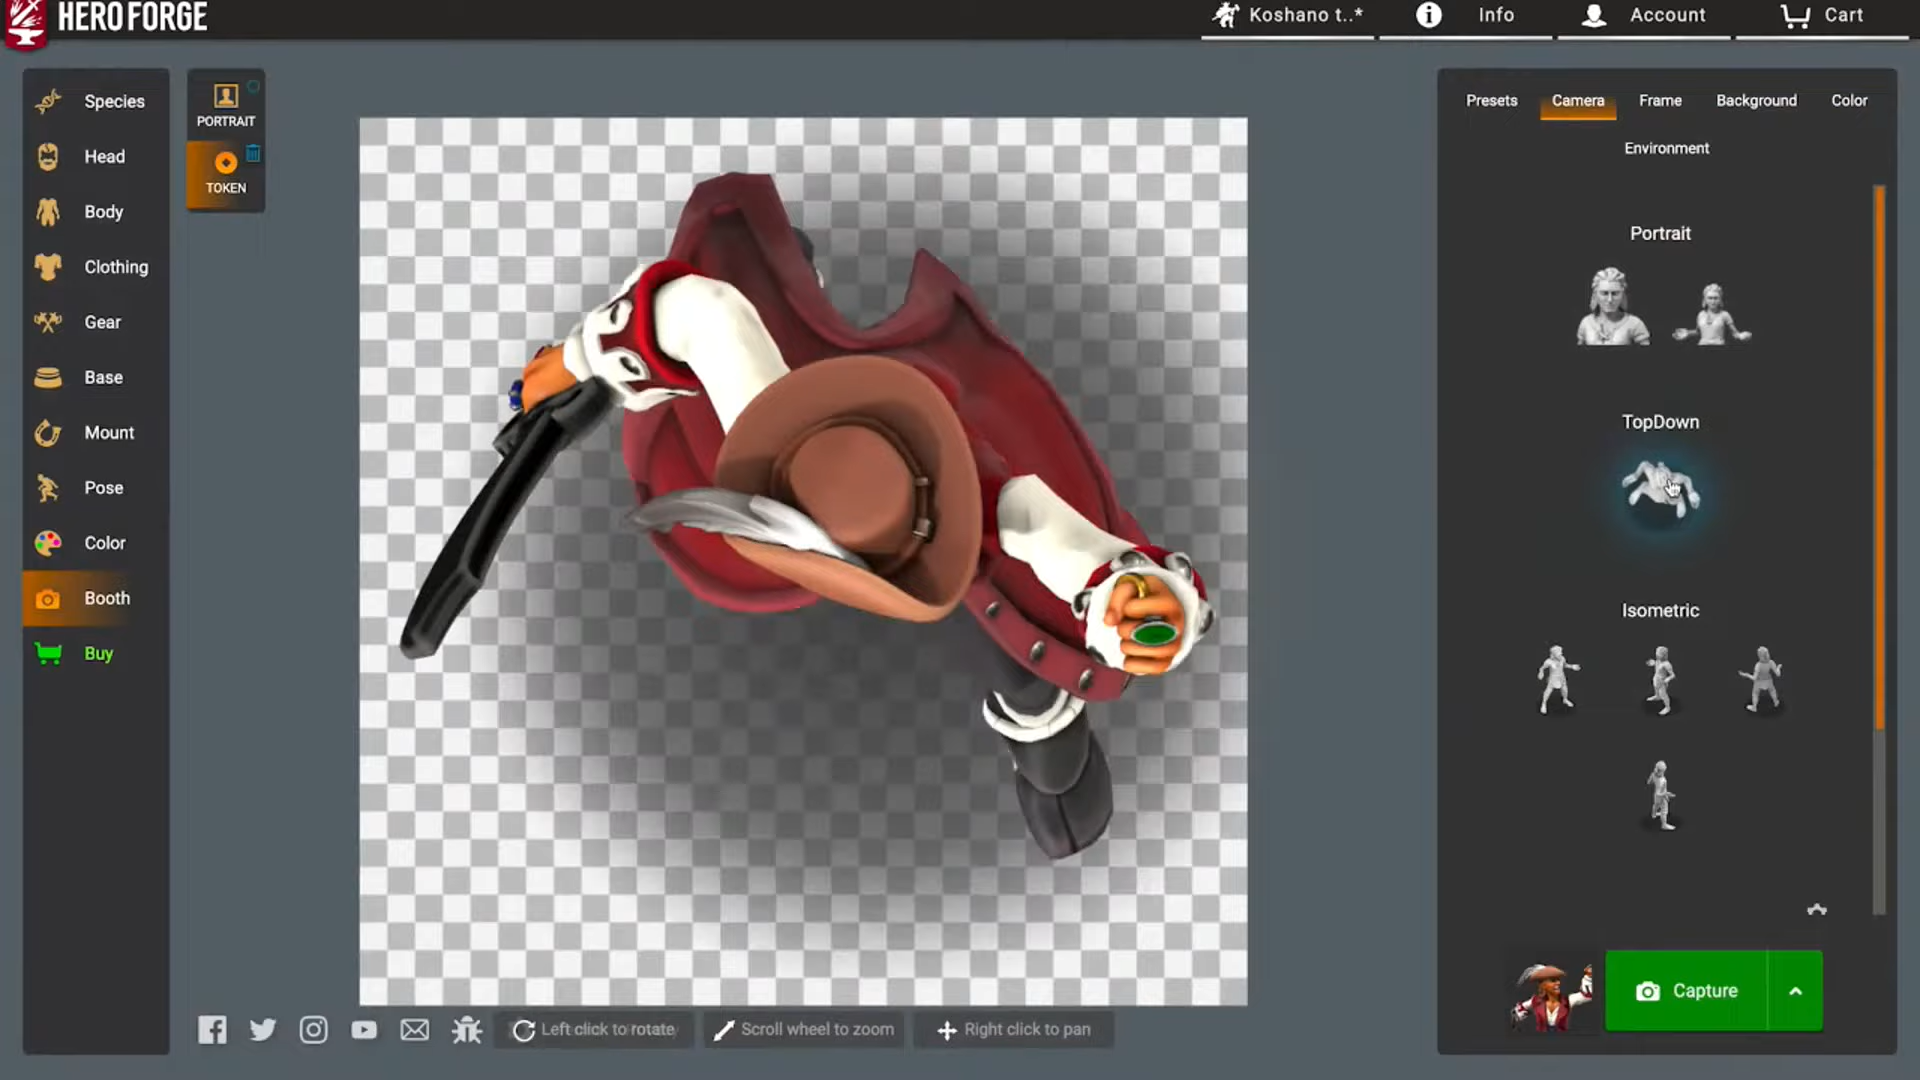 HERO FORGE
Koshano t..*
Info
Account
Cart
Species
Head
Body
Clothing
Gear
Base
Mount
Pose
Color
Booth
Buy
PORTRAIT
TOKEN
Presets
Camera
Frame
Background
Color
Environment
Portrait
TopDown
Isometric
Capture
Left click to rotate
Scroll wheel to zoom
Right click to pan